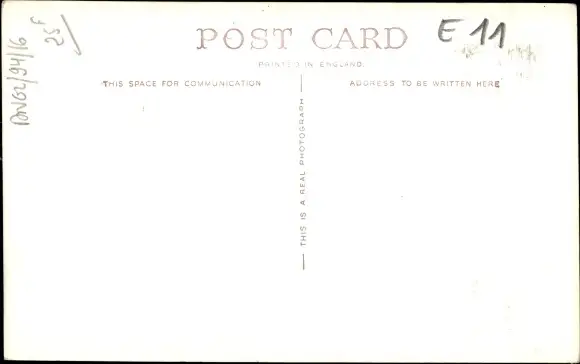 POST CARD
PRINTED IN ENGLAND.
THIS SPACE FOR COMMUNICATION
ADDRESS TO BE WRITTEN HERE
THIS IS A REAL PHOTOGRAPH
E 11
25F